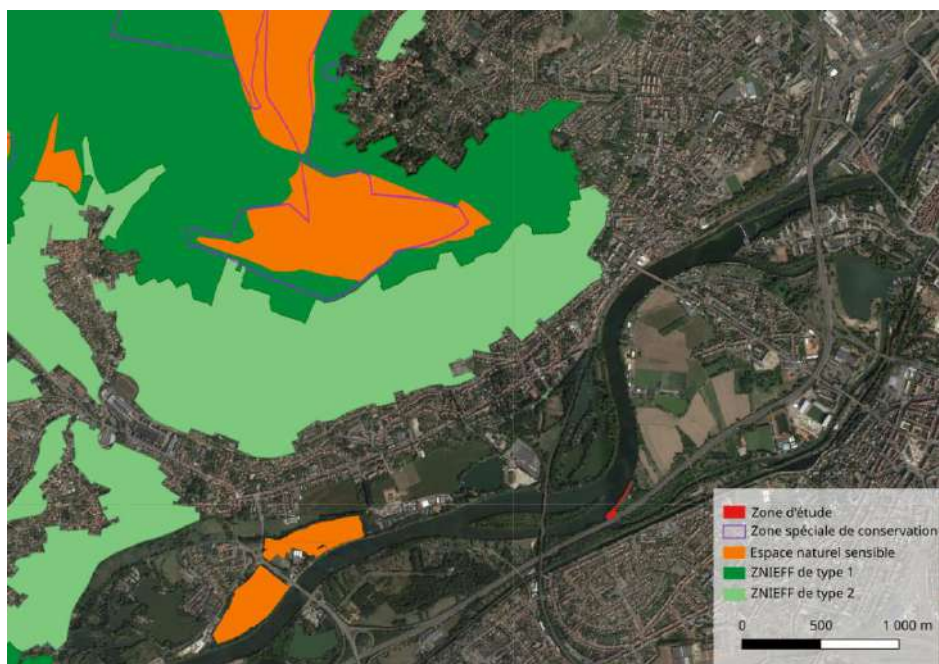 Zone d'étude
Zone spéciale de conservation
Espace naturel sensible
ZNIEFF de type 1
ZNIEFF de type 2
0 500 1 000 m